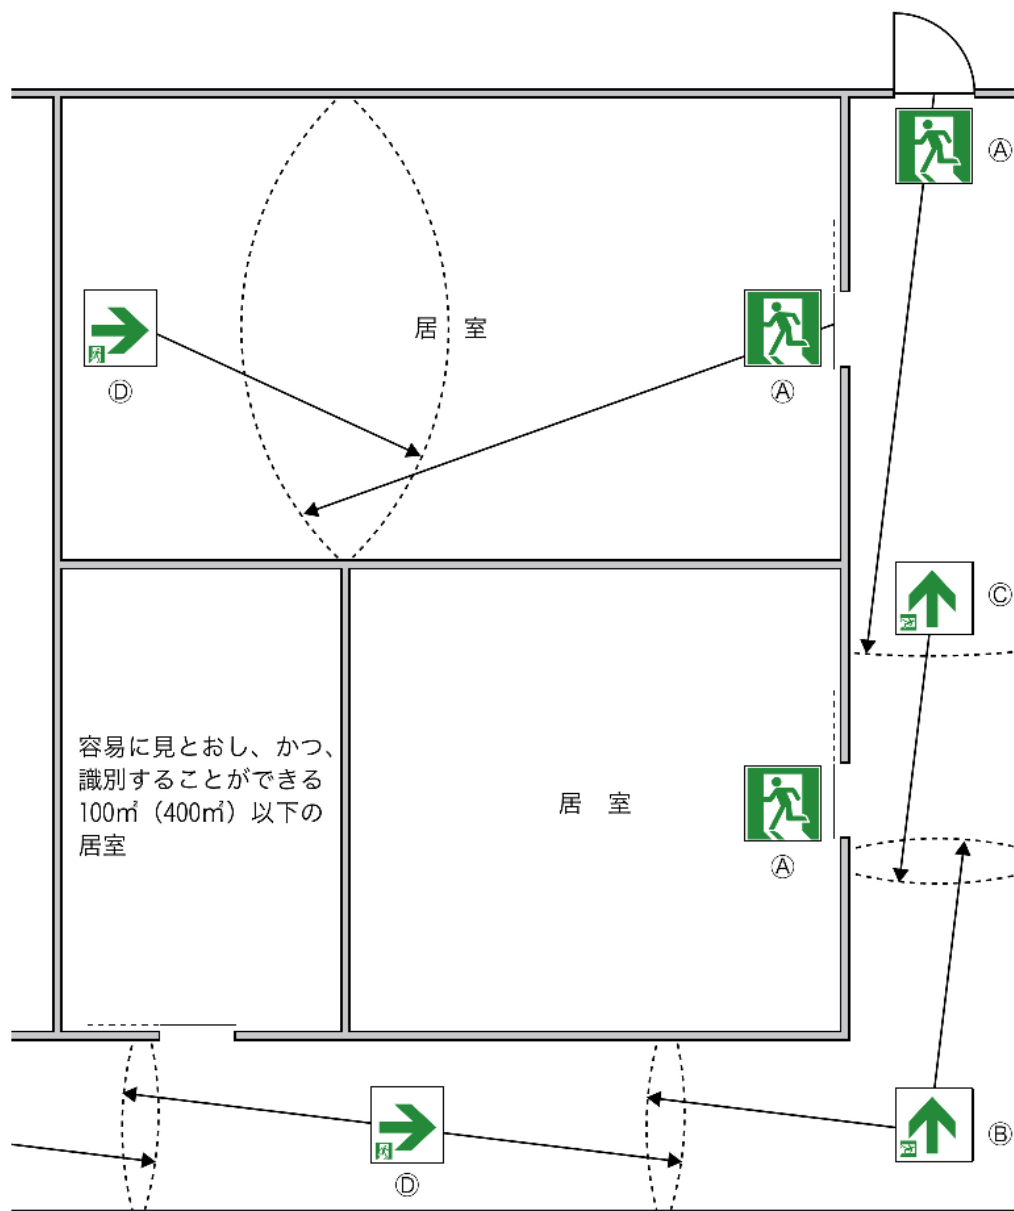 Ⓐ
居　室
Ⓓ
Ⓐ
Ⓒ
容易に見とおし、かつ、
識別することができる
100㎡（400㎡）以下の
居室
居　室
Ⓐ
Ⓑ
Ⓓ